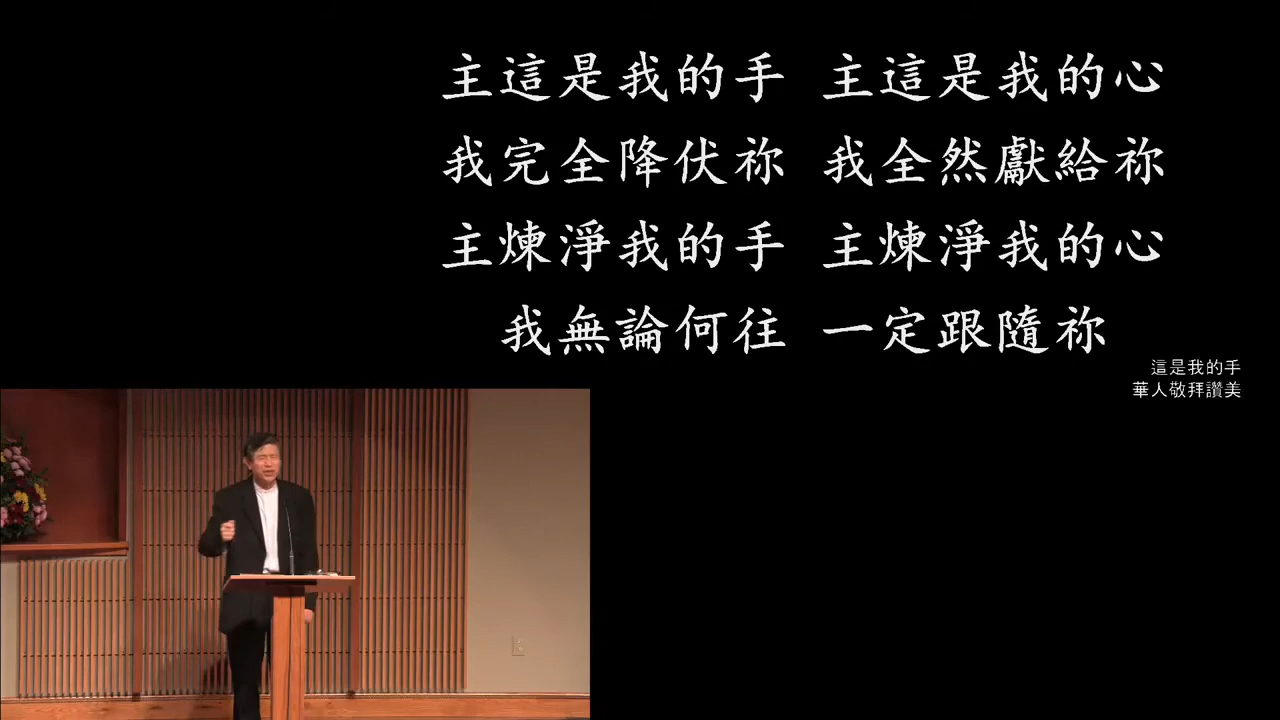 主這是我的手 主這是我的心
我完全降伏祢 我全然獻給祢
主煉淨我的手 主煉淨我的心
我無論何往 一定跟隨祢
這是我的手
華人敬拜讚美